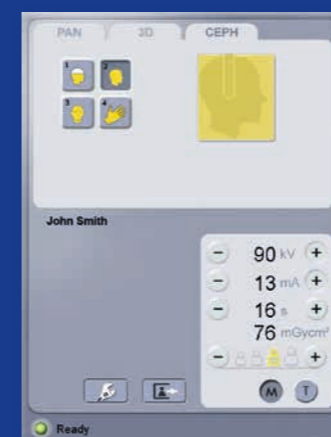 PAN 3D CEPH
1 2
3 4
John Smith
- 90 kV +
- 13 mA +
- 16 s +
76 mGycm²
- +
M T
Ready